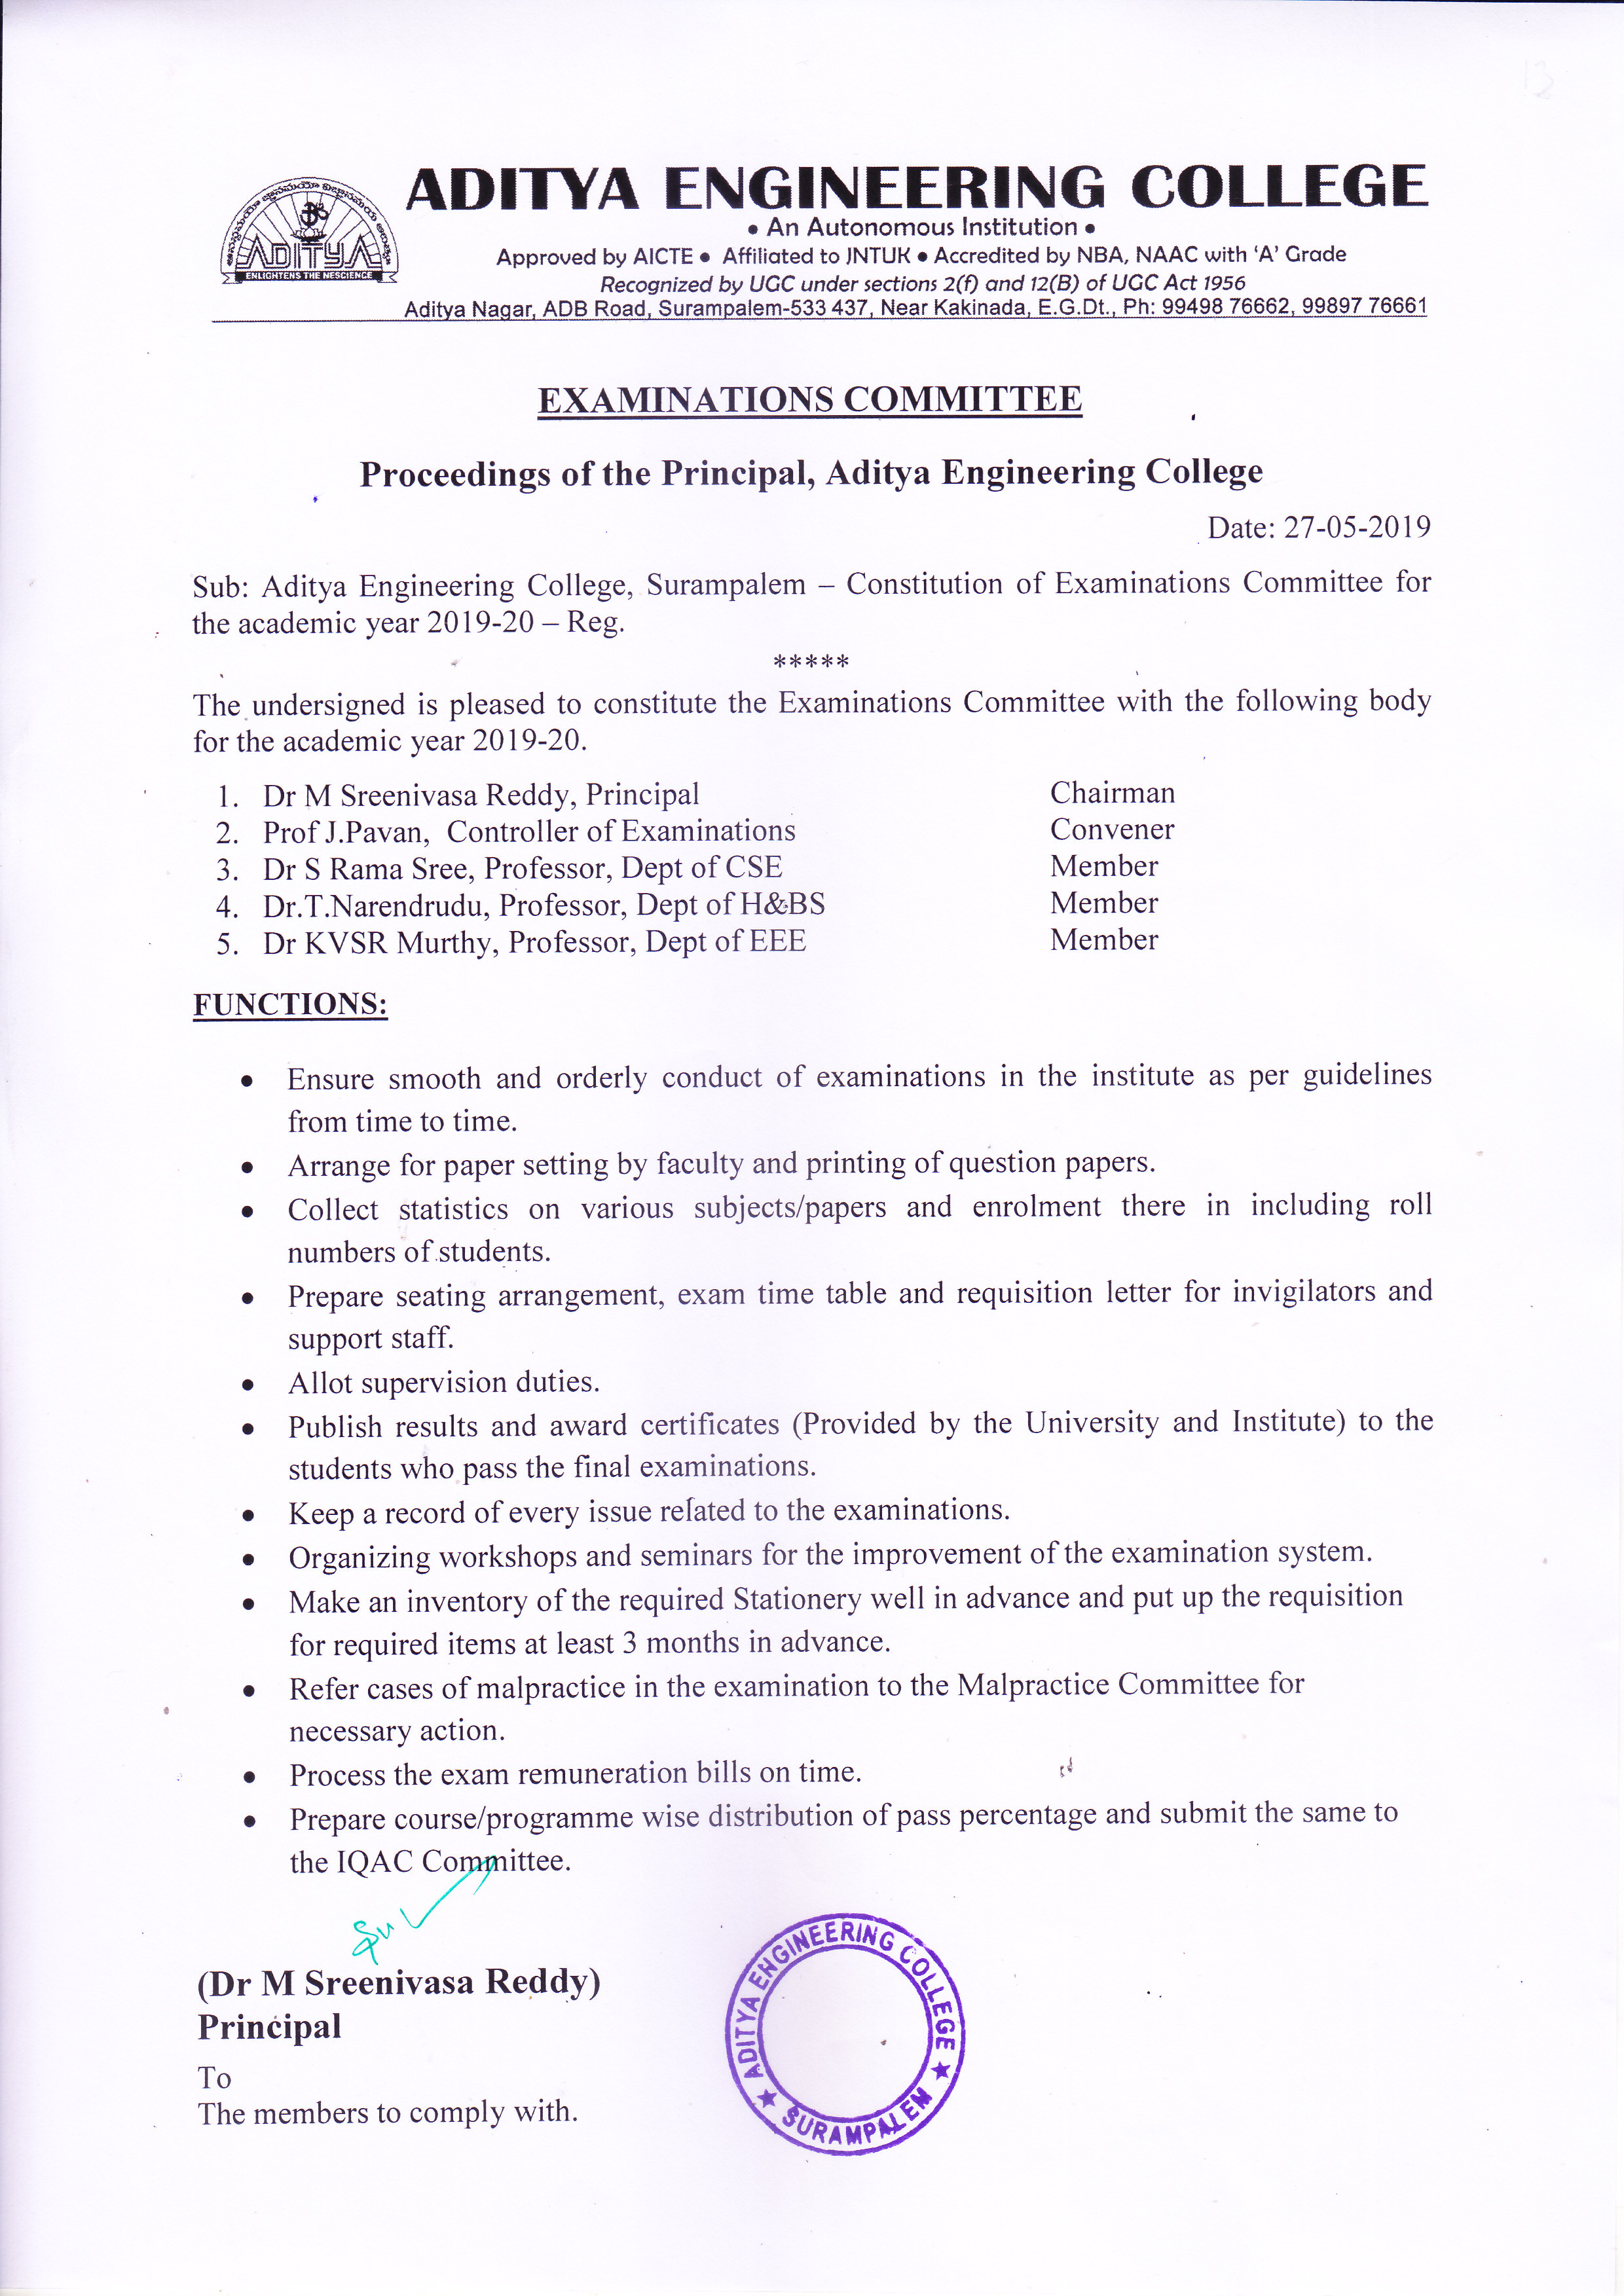 13
ADITYA
ENLIGHTENS THE NESCIENCE
ADITYA ENGINEERING COLLEGE
• An Autonomous Institution •
Approved by AICTE • Affiliated to JNTUK • Accredited by NBA, NAAC with ‘A’ Grade
Recognized by UGC under sections 2(f) and 12(B) of UGC Act 1956
Aditya Nagar, ADB Road, Surampalem-533 437, Near Kakinada, E.G.Dt., Ph: 99498 76662, 99897 76661
EXAMINATIONS COMMITTEE
Proceedings of the Principal, Aditya Engineering College
Date: 27-05-2019
Sub: Aditya Engineering College, Surampalem – Constitution of Examinations Committee for
the academic year 2019-20 – Reg.
*****
The undersigned is pleased to constitute the Examinations Committee with the following body
for the academic year 2019-20.
1. Dr M Sreenivasa Reddy, Principal Chairman
2. Prof J.Pavan, Controller of Examinations Convener
3. Dr S Rama Sree, Professor, Dept of CSE Member
4. Dr.T.Narendrudu, Professor, Dept of H&BS Member
5. Dr KVSR Murthy, Professor, Dept of EEE Member
FUNCTIONS:
• Ensure smooth and orderly conduct of examinations in the institute as per guidelines
from time to time.
• Arrange for paper setting by faculty and printing of question papers.
• Collect statistics on various subjects/papers and enrolment there in including roll
numbers of students.
• Prepare seating arrangement, exam time table and requisition letter for invigilators and
support staff.
• Allot supervision duties.
• Publish results and award certificates (Provided by the University and Institute) to the
students who pass the final examinations.
• Keep a record of every issue related to the examinations.
• Organizing workshops and seminars for the improvement of the examination system.
• Make an inventory of the required Stationery well in advance and put up the requisition
for required items at least 3 months in advance.
• Refer cases of malpractice in the examination to the Malpractice Committee for
necessary action.
• Process the exam remuneration bills on time.
• Prepare course/programme wise distribution of pass percentage and submit the same to
the IQAC Committee.
(Dr M Sreenivasa Reddy)
Principal
To
The members to comply with.
ADITYA ENGINEERING COLLEGE
★ SURAMPALEM ★